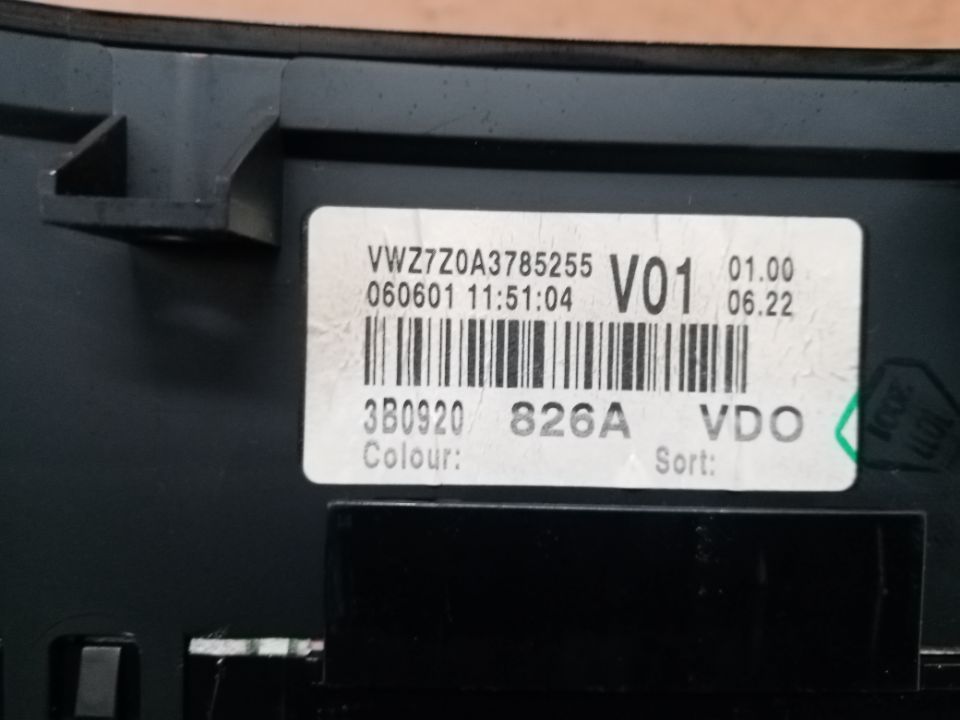 VWZ7Z0A3785255 V01 01.00
060601 11:51:04 06.22
3B0920 826A VDO
Colour: Sort: